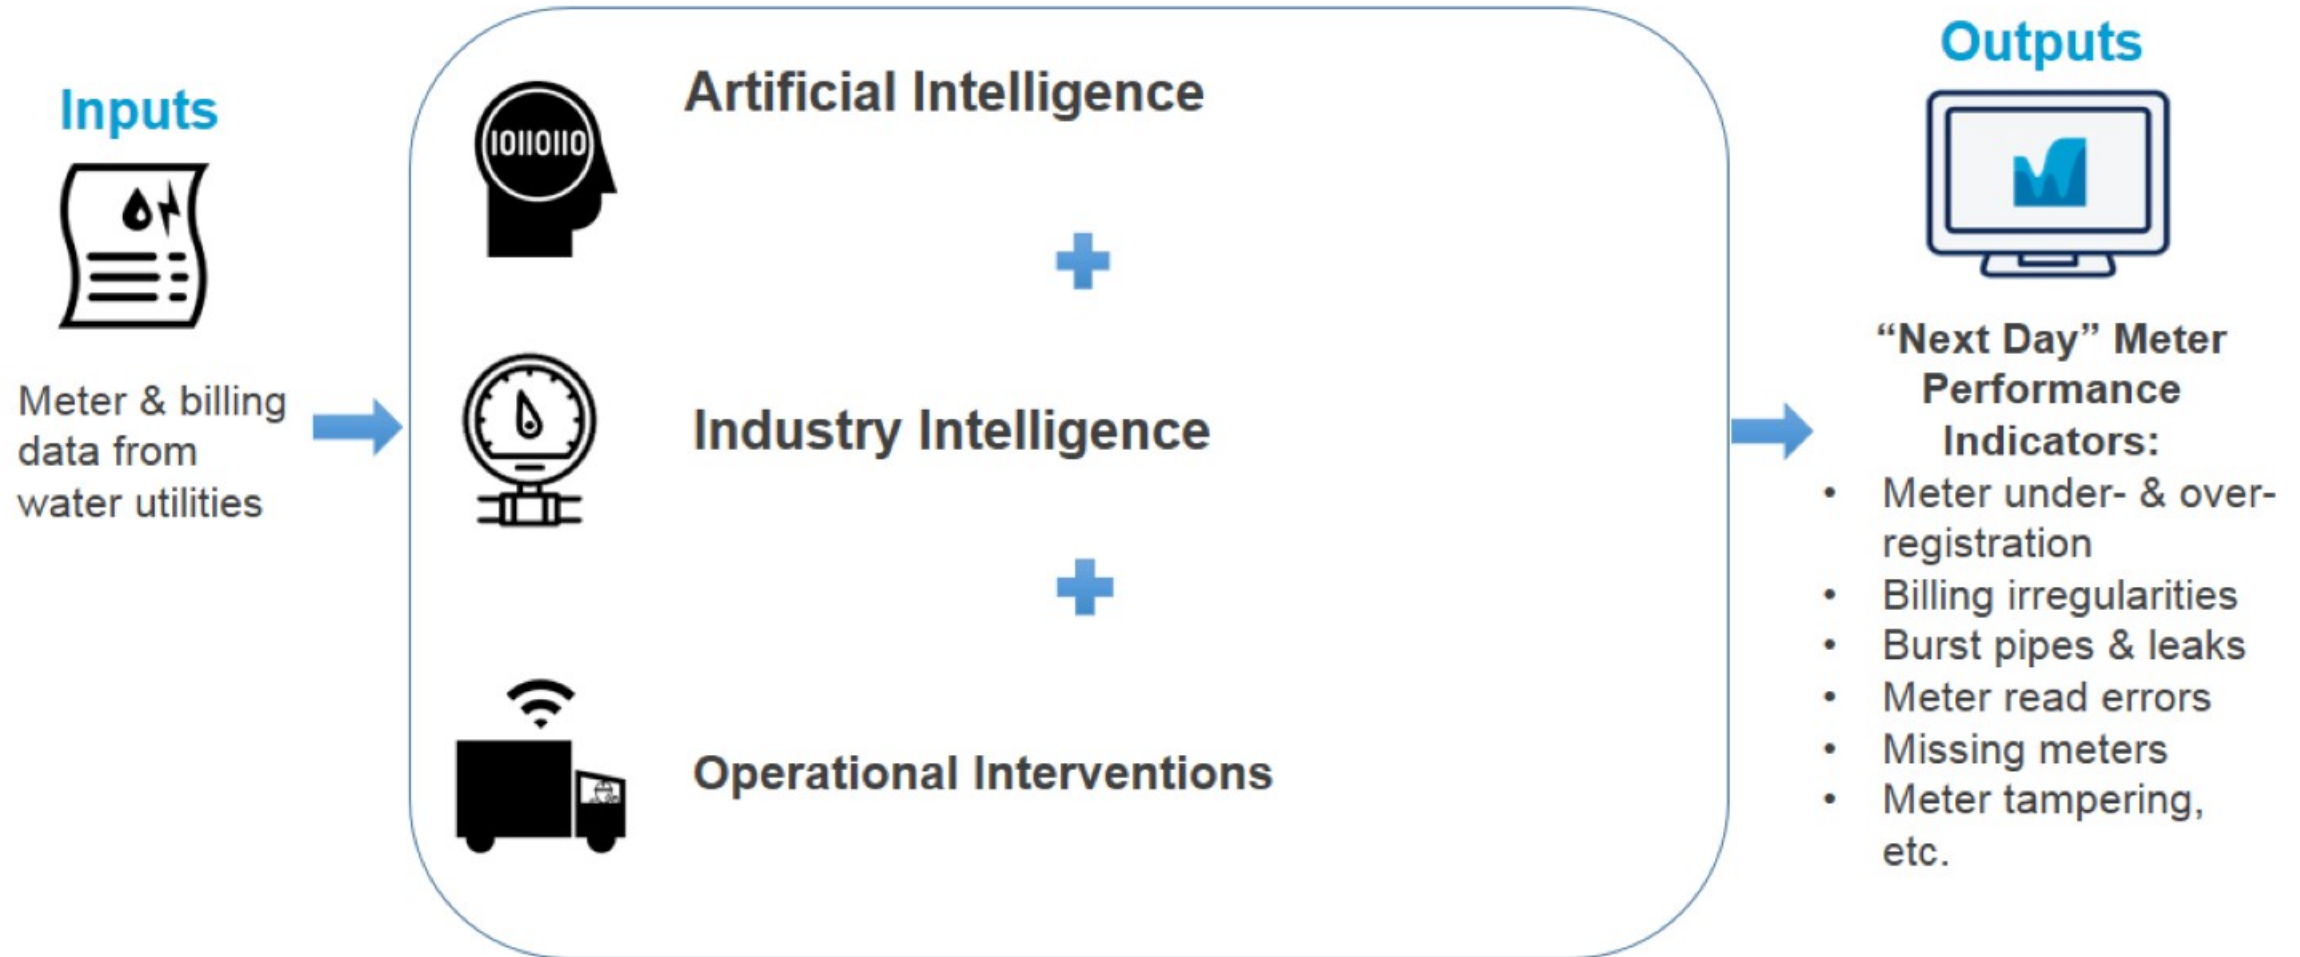 Inputs
Meter & billing
data from
water utilities
10110110
Artificial Intelligence
Industry Intelligence
Operational Interventions
Outputs
“Next Day” Meter
Performance
Indicators:
• Meter under- & over-
registration
• Billing irregularities
• Burst pipes & leaks
• Meter read errors
• Missing meters
• Meter tampering,
etc.